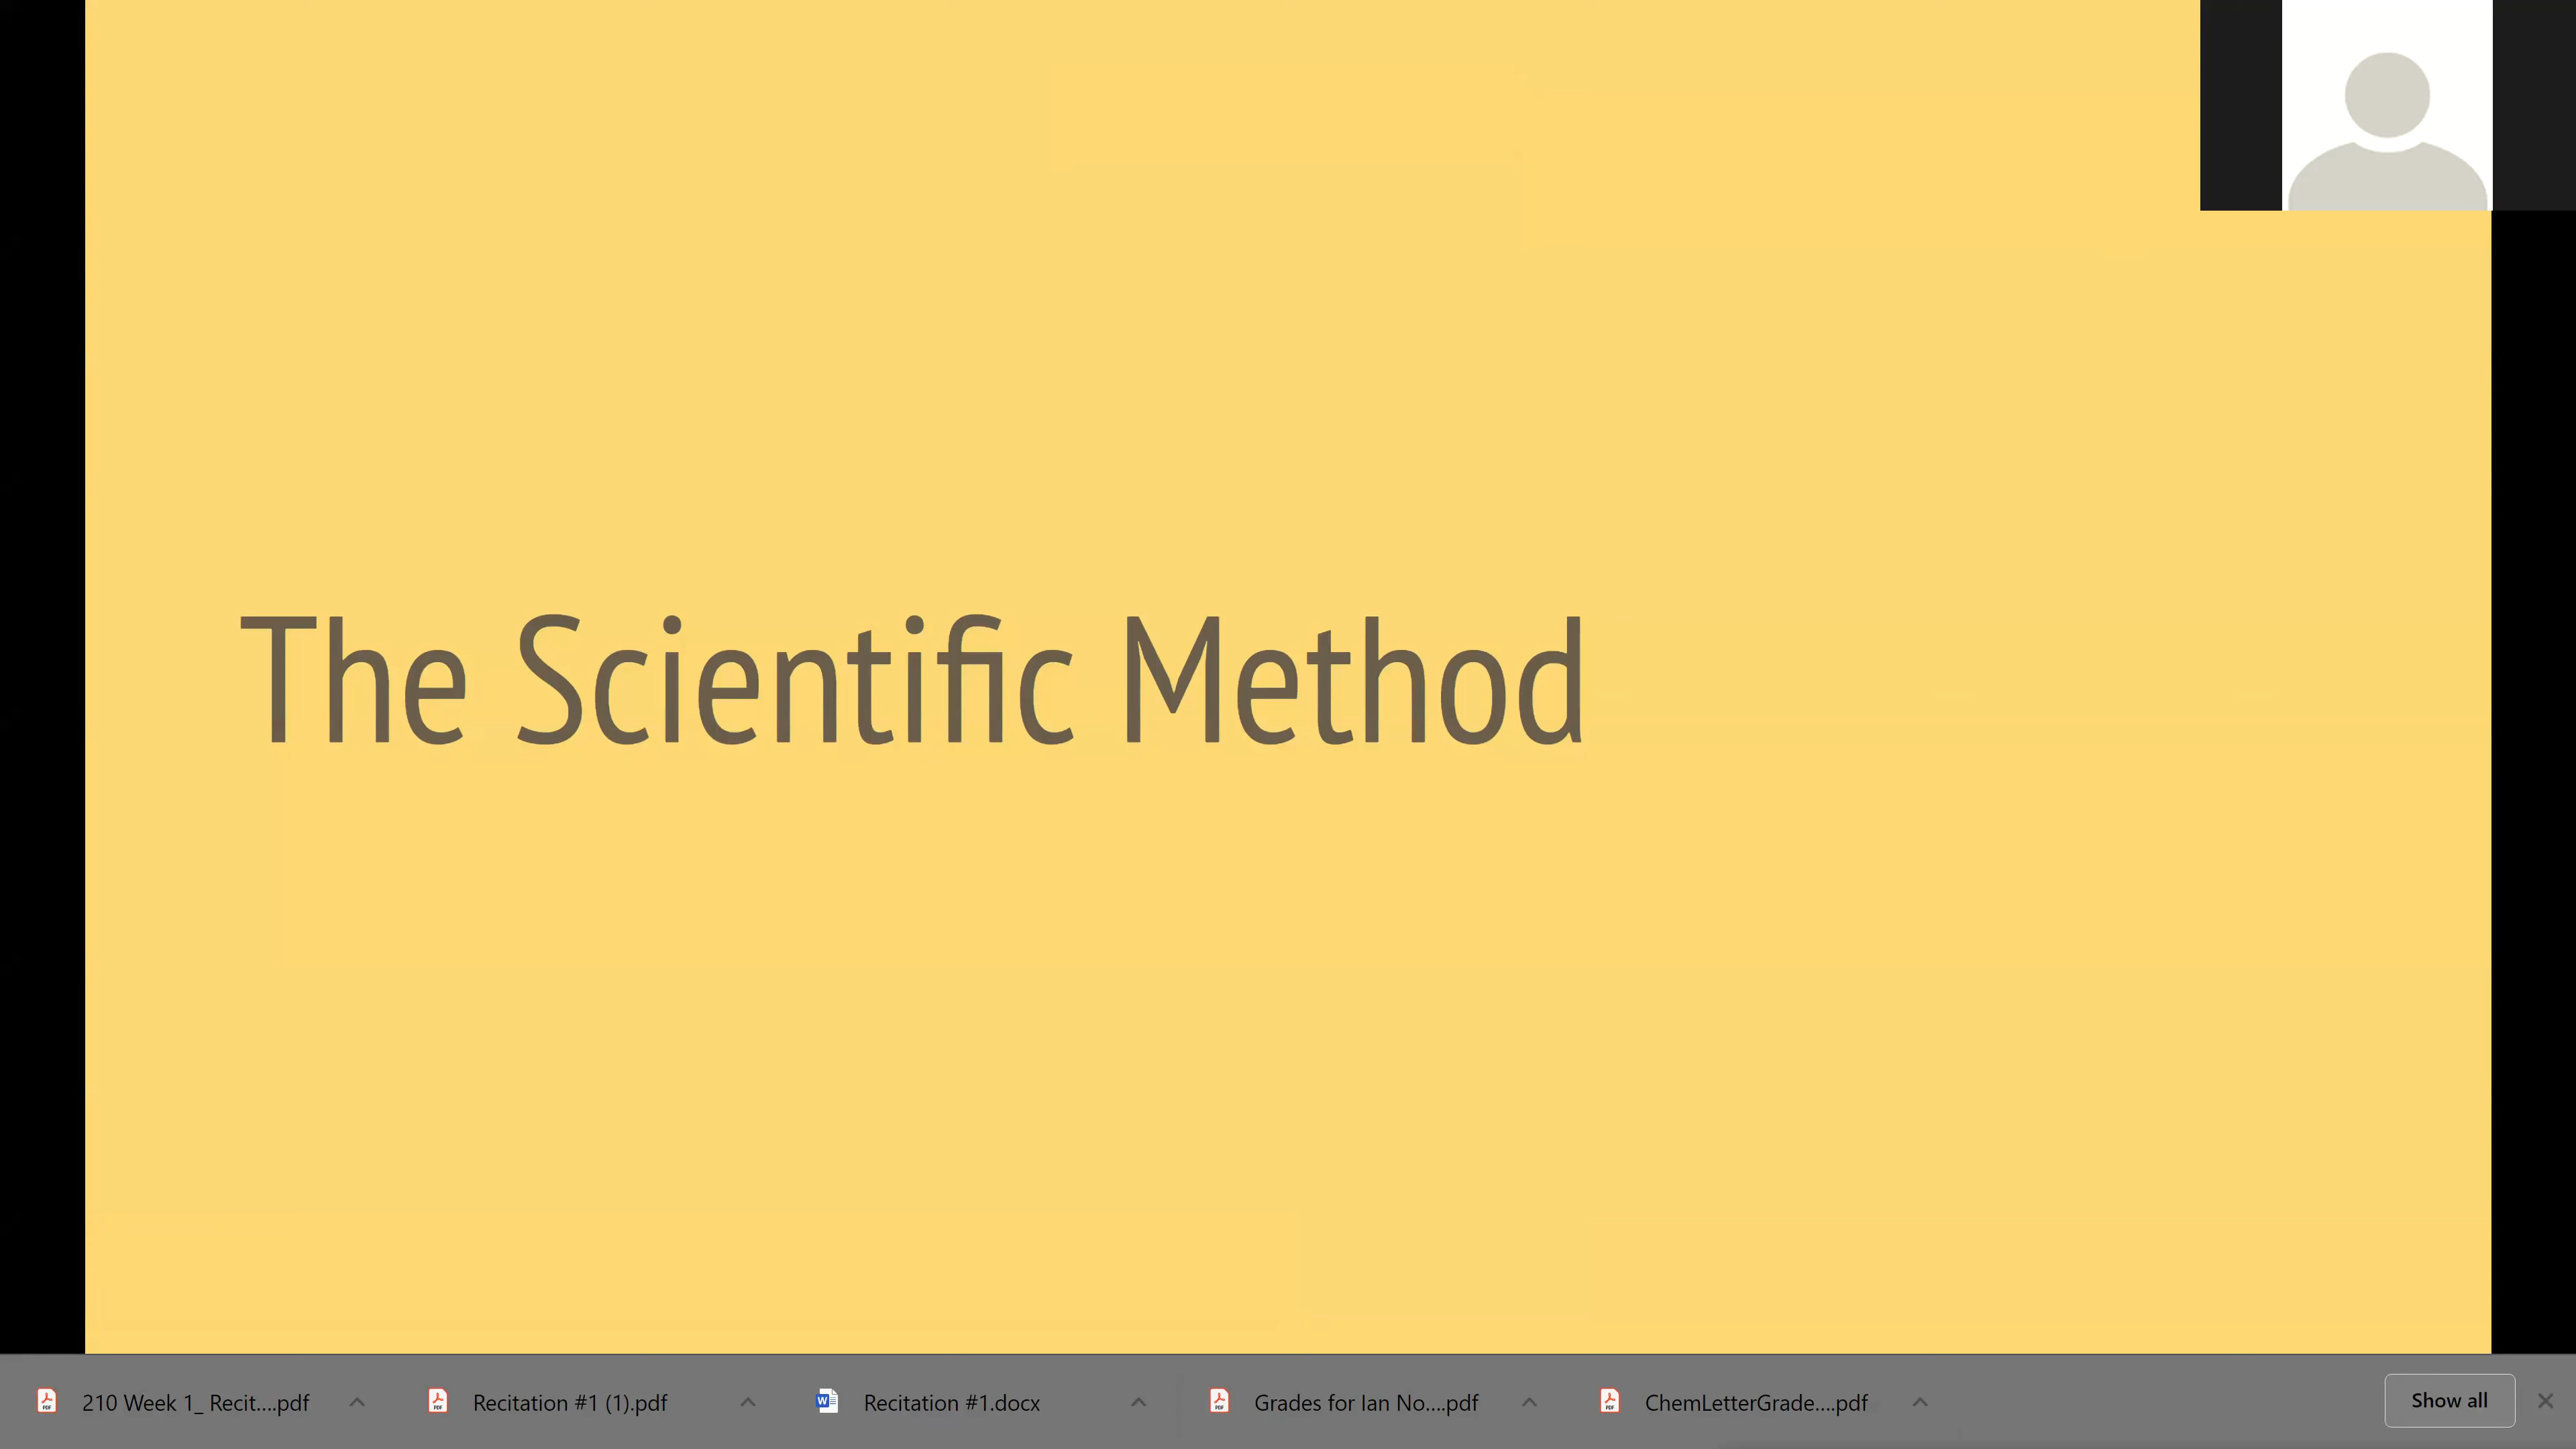 The Scientific Method
210 Week 1_ Recit....pdf
Recitation #1 (1).pdf
Recitation #1.docx
Grades for Ian No....pdf
ChemLetterGrade....pdf
Show all